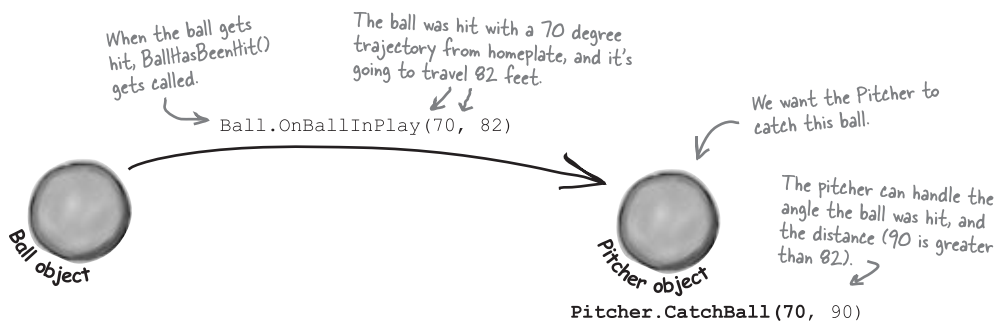 When the ball gets
hit, BallHasBeenHit()
gets called.
The ball was hit with a 70 degree
trajectory from homeplate, and it's
going to travel 82 feet.
Ball.OnBallInPlay(70, 82)
We want the Pitcher to
catch this ball.
Ball object
Pitcher object
The pitcher can handle the
angle the ball was hit, and
the distance (90 is greater
than 82).
Pitcher.CatchBall(70, 90)